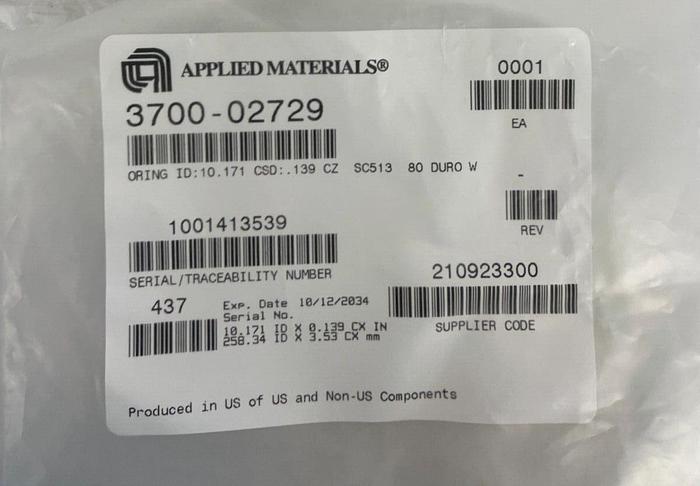 APPLIED MATERIALS®
0001
3700-02729
EA
ORING ID:10.171 CSD:.139 CZ SC513 80 DURO W
-
1001413539
REV
SERIAL/TRACEABILITY NUMBER
210923300
437
Exp. Date 10/12/2034
Serial No.
10.171 ID X 0.139 CX IN
258.34 ID X 3.53 CX mm
SUPPLIER CODE
Produced in US of US and Non-US Components